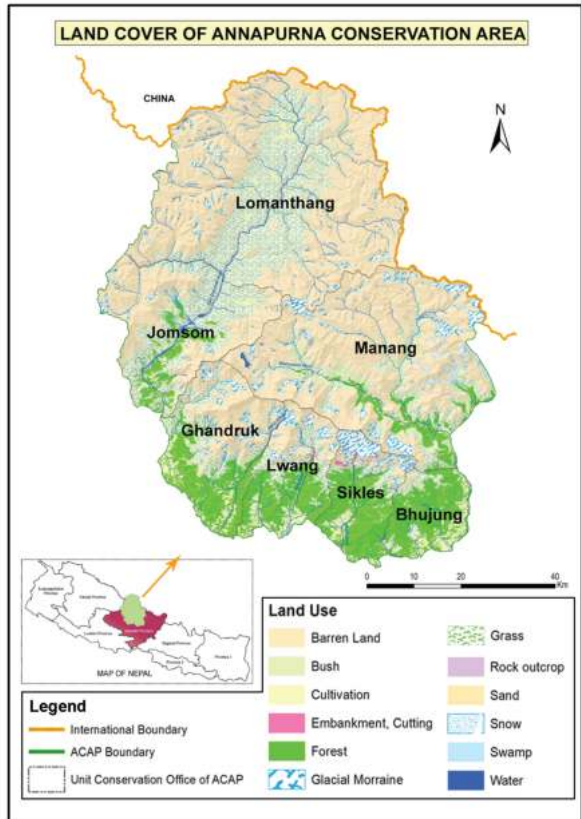 LAND COVER OF ANNAPURNA CONSERVATION AREA
CHINA
N
Lomanthang
Jomsom
Manang
Ghandruk
Lwang
Sikles
Bhujung
0 10 20 40
Km
MAP OF NEPAL
Legend
International Boundary
ACAP Boundary
Unit Conservation Office of ACAP
Land Use
Barren Land
Bush
Cultivation
Embankment, Cutting
Forest
Glacial Morraine
Grass
Rock outcrop
Sand
Snow
Swamp
Water